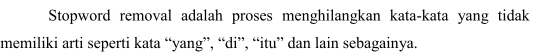 Stopword removal adalah proses menghilangkan kata-kata yang tidak
memiliki arti seperti kata “yang”, “di”, “itu” dan lain sebagainya.